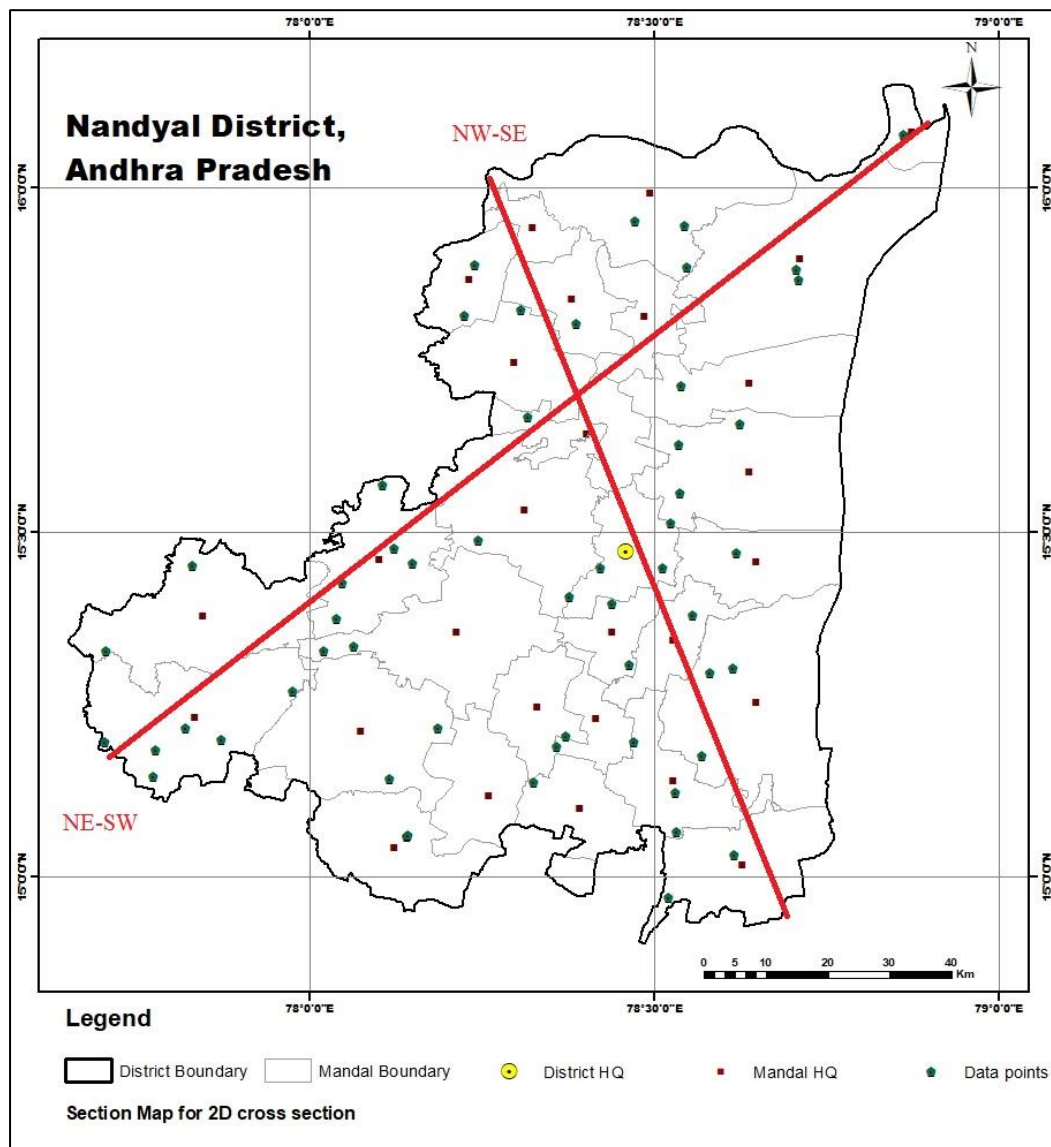 78°0'0"E 78°30'0"E 79°0'0"E
N
Nandyal District,
Andhra Pradesh
NW-SE
16°0'0"N 16°0'0"N
15°30'0"N 15°30'0"N
NE-SW
15°0'0"N 15°0'0"N
0 5 10 20 30 40
Km
78°0'0"E 78°30'0"E 79°0'0"E
Legend
District Boundary Mandal Boundary District HQ Mandal HQ Data points
Section Map for 2D cross section